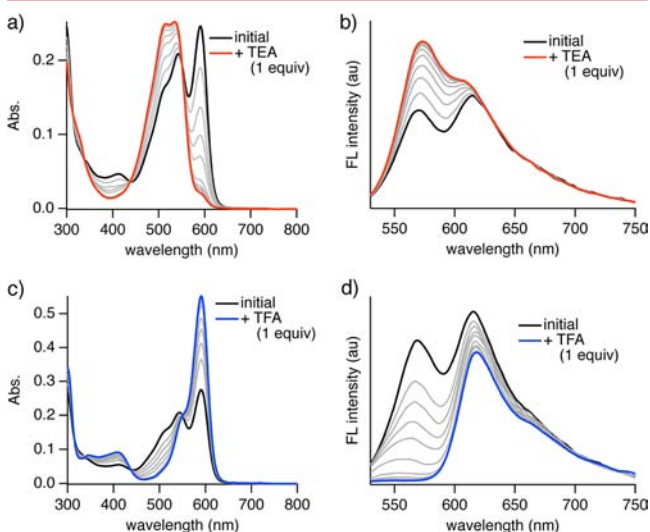 a)
initial
+ TEA
(1 equiv)
Abs.
0.2
0.1
0.0
300 400 500 600 700 800
wavelength (nm)
b)
initial
+ TEA
(1 equiv)
FL intensity (au)
550 600 650 700 750
wavelength (nm)
c)
initial
+ TFA
(1 equiv)
Abs.
0.5
0.4
0.3
0.2
0.1
0.0
300 400 500 600 700 800
wavelength (nm)
d)
initial
+ TFA
(1 equiv)
FL intensity (au)
550 600 650 700 750
wavelength (nm)